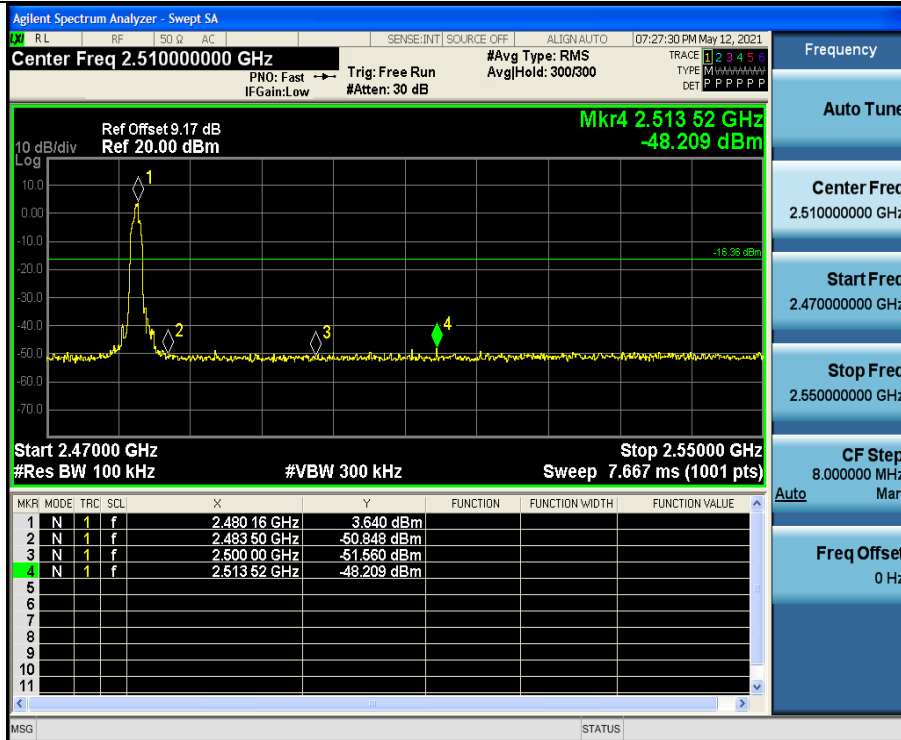 Agilent Spectrum Analyzer - Swept SA
LXI RL RF 50 Ω AC SENSE:INT SOURCE OFF ALIGN AUTO 07:27:30 PM May 12, 2021
Center Freq 2.510000000 GHz
PNO: Fast
IFGain:Low
Trig: Free Run
#Atten: 30 dB
#Avg Type: RMS
Avg|Hold: 300/300
TRACE 1 2 3 4 5 6
TYPE M
DET P P P P P P
Ref Offset 9.17 dB
10 dB/div Ref 20.00 dBm
Log
Mkr4 2.513 52 GHz
-48.209 dBm
10.0
0.00
-10.0
-20.0
-30.0
-40.0
-50.0
-60.0
-70.0
1
2
3
4
-16.36 dBm
Start 2.47000 GHz Stop 2.55000 GHz
#Res BW 100 kHz #VBW 300 kHz Sweep 7.667 ms (1001 pts)
MKR MODE TRC SCL X Y FUNCTION FUNCTION WIDTH FUNCTION VALUE
1 N 1 f 2.480 16 GHz 3.640 dBm
2 N 1 f 2.483 50 GHz -50.848 dBm
3 N 1 f 2.500 00 GHz -51.560 dBm
4 N 1 f 2.513 52 GHz -48.209 dBm
5
6
7
8
9
10
11
MSG STATUS
Frequency
Auto Tune
Center Freq
2.510000000 GHz
Start Freq
2.470000000 GHz
Stop Freq
2.550000000 GHz
CF Step
8.000000 MHz
Auto Man
Freq Offset
0 Hz